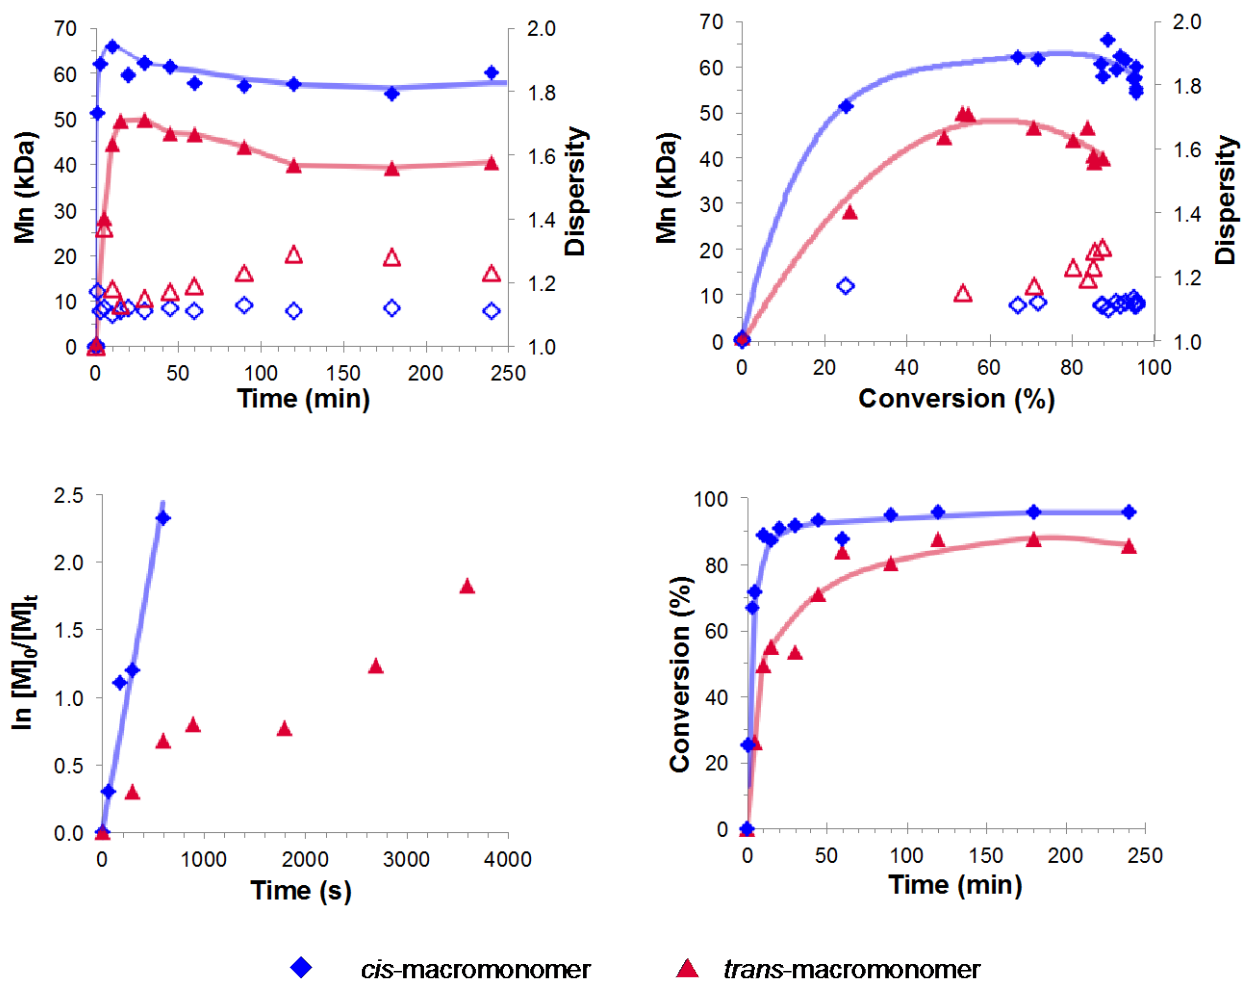 70
60
50
40
30
20
10
0
Mn (kDa)
2.0
1.8
1.6
1.4
1.2
1.0
Dispersity
0 50 100 150 200 250
Time (min)
70
60
50
40
30
20
10
0
Mn (kDa)
2.0
1.8
1.6
1.4
1.2
1.0
Dispersity
0 20 40 60 80 100
Conversion (%)
2.5
2.0
1.5
1.0
0.5
0.0
ln [M]0/[M]t
0 1000 2000 3000 4000
Time (s)
100
80
60
40
20
0
Conversion (%)
0 50 100 150 200 250
Time (min)
cis-macromonomer trans-macromonomer